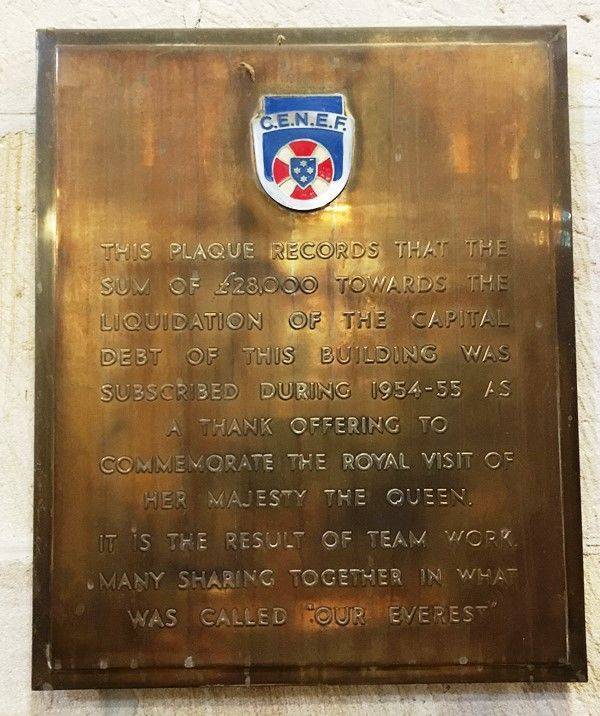 C.E.N.E.F.
THIS PLAQUE RECORDS THAT THE
SUM OF £28,000 TOWARDS THE
LIQUIDATION OF THE CAPITAL
DEBT OF THIS BUILDING WAS
SUBSCRIBED DURING 1954-55 AS
A THANK OFFERING TO
COMMEMORATE THE ROYAL VISIT OF
HER MAJESTY THE QUEEN.
IT IS THE RESULT OF TEAM WORK.
MANY SHARING TOGETHER IN WHAT
WAS CALLED "OUR EVEREST"